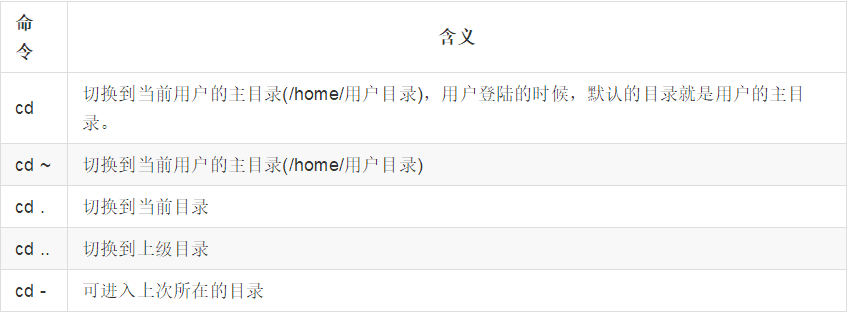 命令 含义
cd 切换到当前用户的主目录(/home/用户目录)，用户登陆的时候，默认的目录就是用户的主目
录。
cd ~ 切换到当前用户的主目录(/home/用户目录)
cd . 切换到当前目录
cd .. 切换到上级目录
cd - 可进入上次所在的目录